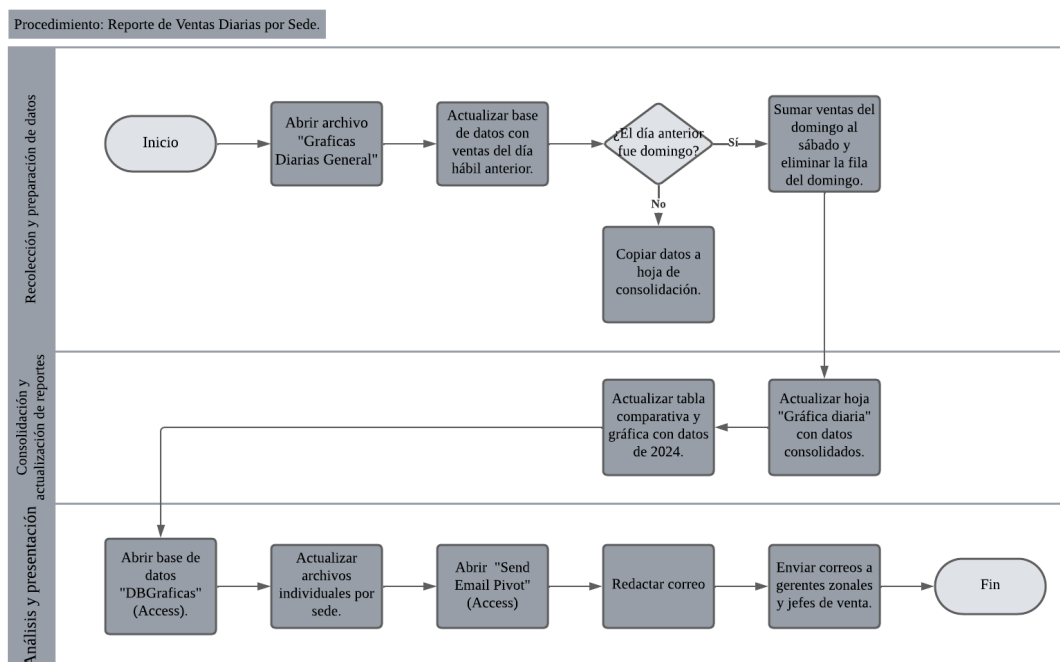 Procedimiento: Reporte de Ventas Diarias por Sede.
Recolección y preparación de datos
Inicio
Abrir archivo
"Graficas
Diarias General"
Actualizar base
de datos con
ventas del día
hábil anterior.
¿El día anterior
fue domingo?
Sí
Sumar ventas del
domingo al
sábado y
eliminar la fila
del domingo.
No
Copiar datos a
hoja de
consolidación.
Consolidación y
actualización de reportes
Actualizar tabla
comparativa y
gráfica con datos
de 2024.
Actualizar hoja
"Gráfica diaria"
con datos
consolidados.
Análisis y presentación
Abrir base de
datos
"DBGraficas"
(Access).
Actualizar
archivos
individuales por
sede.
Abrir "Send
Email Pivot"
(Access)
Redactar correo
Enviar correos a
gerentes zonales
y jefes de venta.
Fin